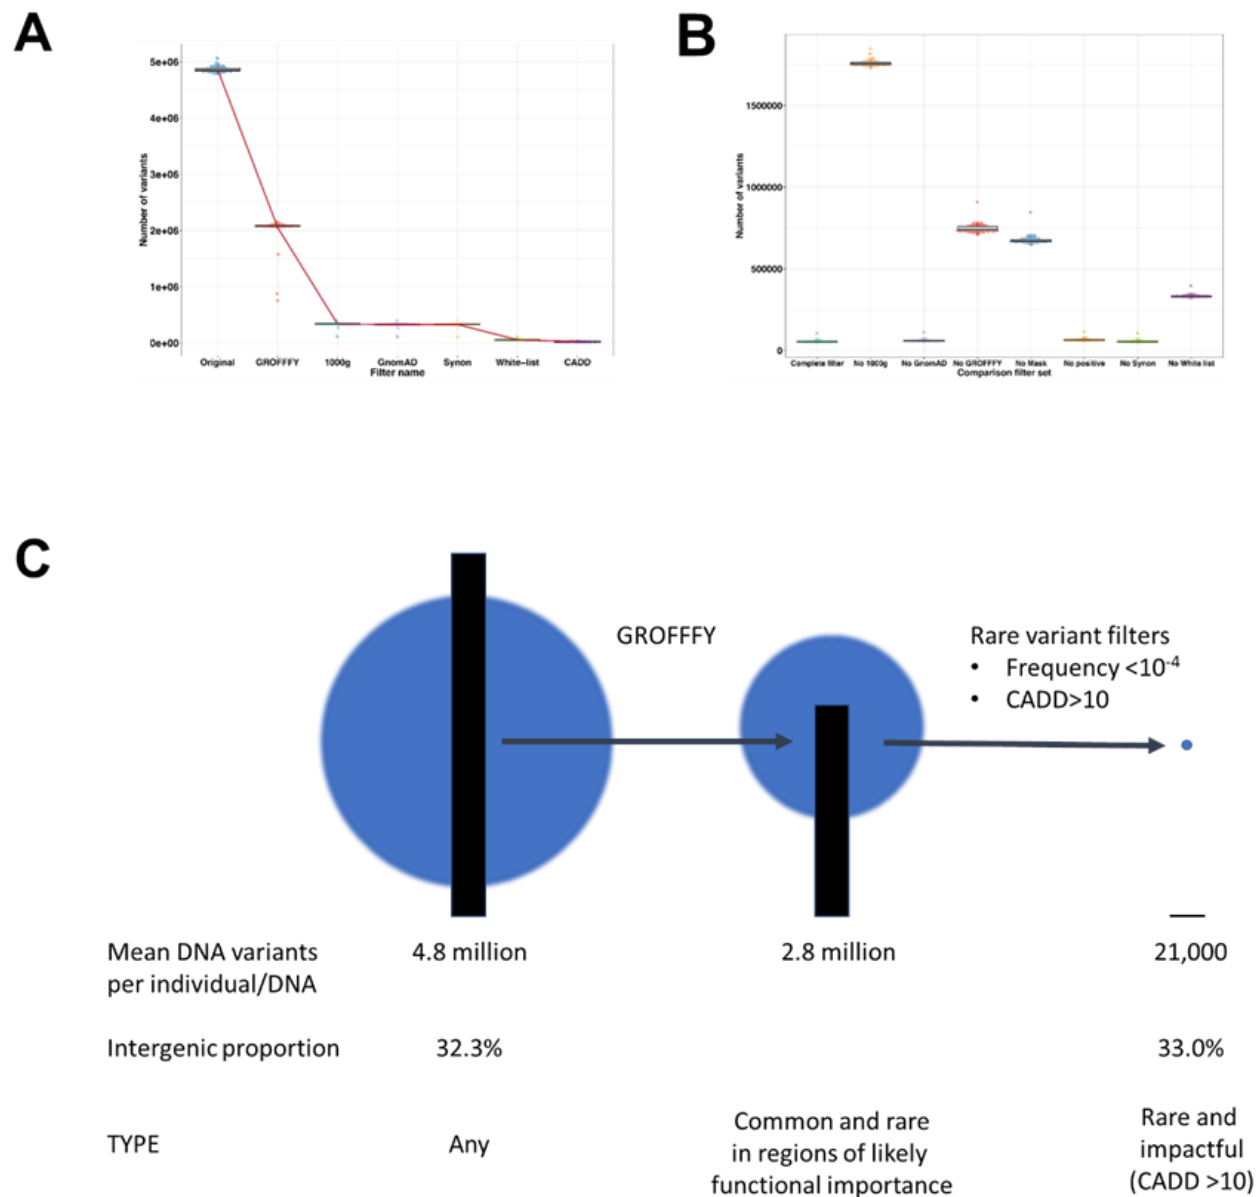 A
5e+06
4e+06
3e+06
2e+06
1e+06
0e+00
Number of variants
Original GROFFFY 1000g GnomAD Synon White-list CADD
Filter name
B
1500000
1000000
500000
0
Number of variants
Complete filter No 1000g No GnomAD No GROFFFY No Mask No positive No Synon No White list
Comparison filter set
C
GROFFFY
Rare variant filters
• Frequency <10⁻⁴
• CADD>10
Mean DNA variants
per individual/DNA
4.8 million
2.8 million
21,000
Intergenic proportion
32.3%
33.0%
TYPE
Any
Common and rare
in regions of likely
functional importance
Rare and
impactful
(CADD >10)